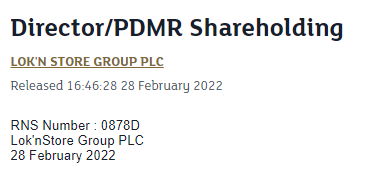 Director/PDMR Shareholding
LOK'N STORE GROUP PLC
Released 16:46:28 28 February 2022
RNS Number : 0878D
Lok'nStore Group PLC
28 February 2022